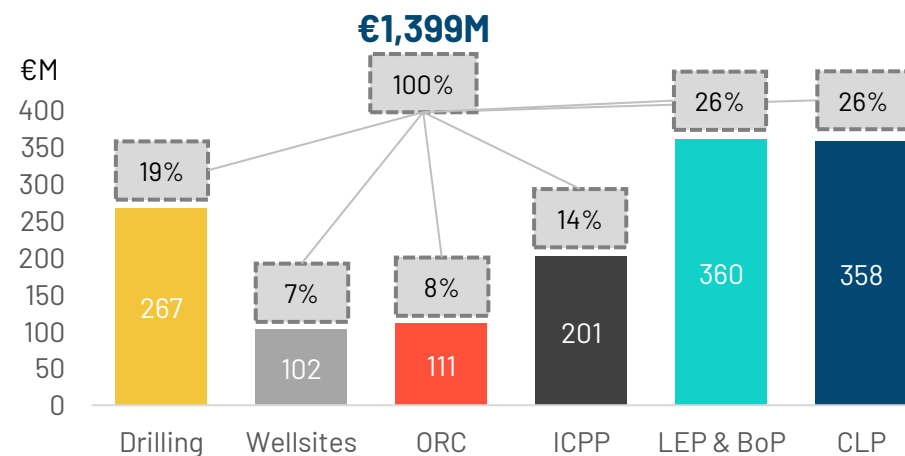 €1,399M
€M
100%
26%
26%
400
350
19%
300
250
14%
200
7%
8%
150
100
50
0
267
102
111
201
360
358
Drilling
Wellsites
ORC
ICPP
LEP & BoP
CLP